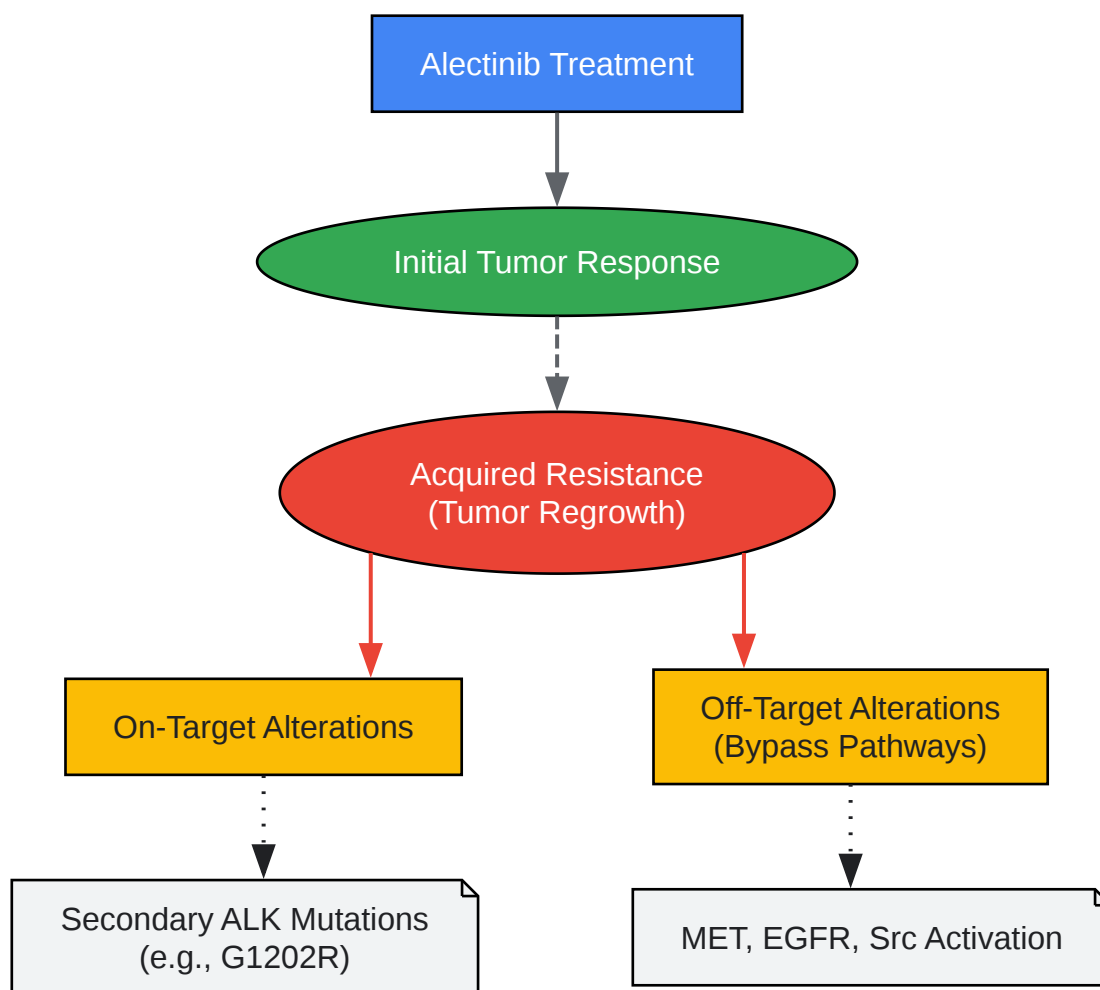 Alectinib Treatment
Initial Tumor Response
Acquired Resistance
(Tumor Regrowth)
On-Target Alterations
Off-Target Alterations
(Bypass Pathways)
Secondary ALK Mutations
(e.g., G1202R)
MET, EGFR, Src Activation